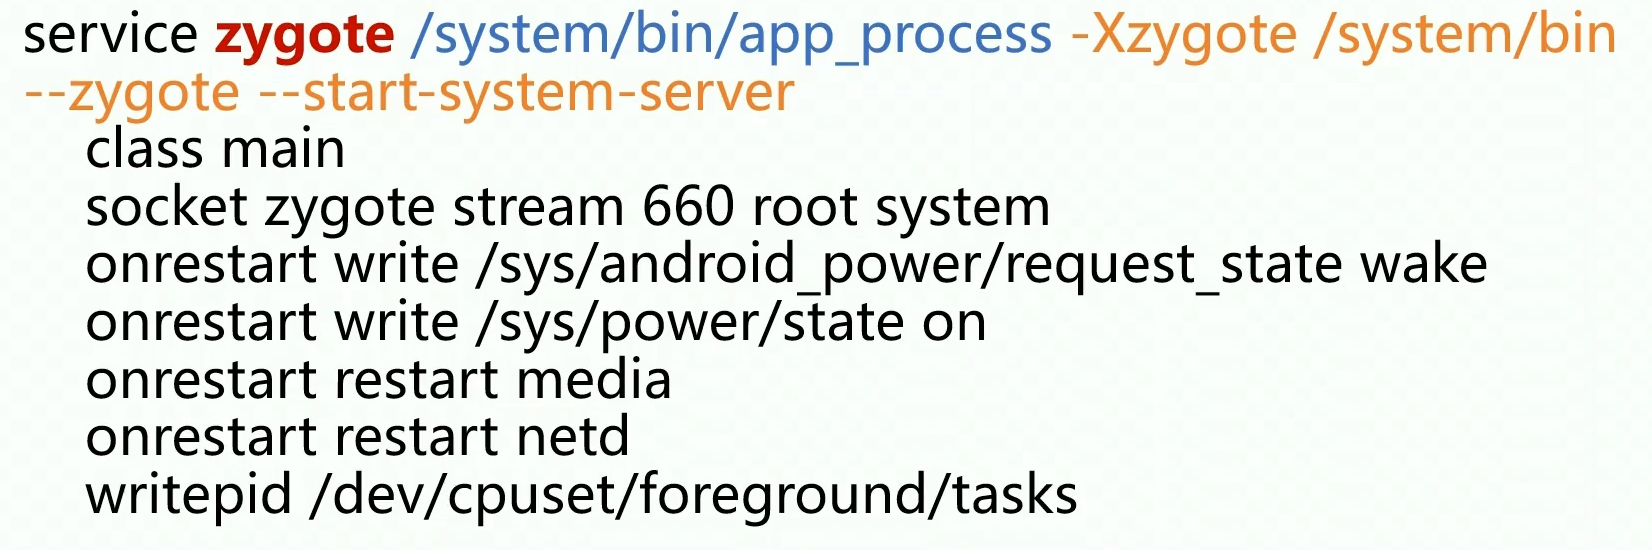 service zygote /system/bin/app_process -Xzygote /system/bin
--zygote --start-system-server
class main
socket zygote stream 660 root system
onrestart write /sys/android_power/request_state wake
onrestart write /sys/power/state on
onrestart restart media
onrestart restart netd
writepid /dev/cpuset/foreground/tasks